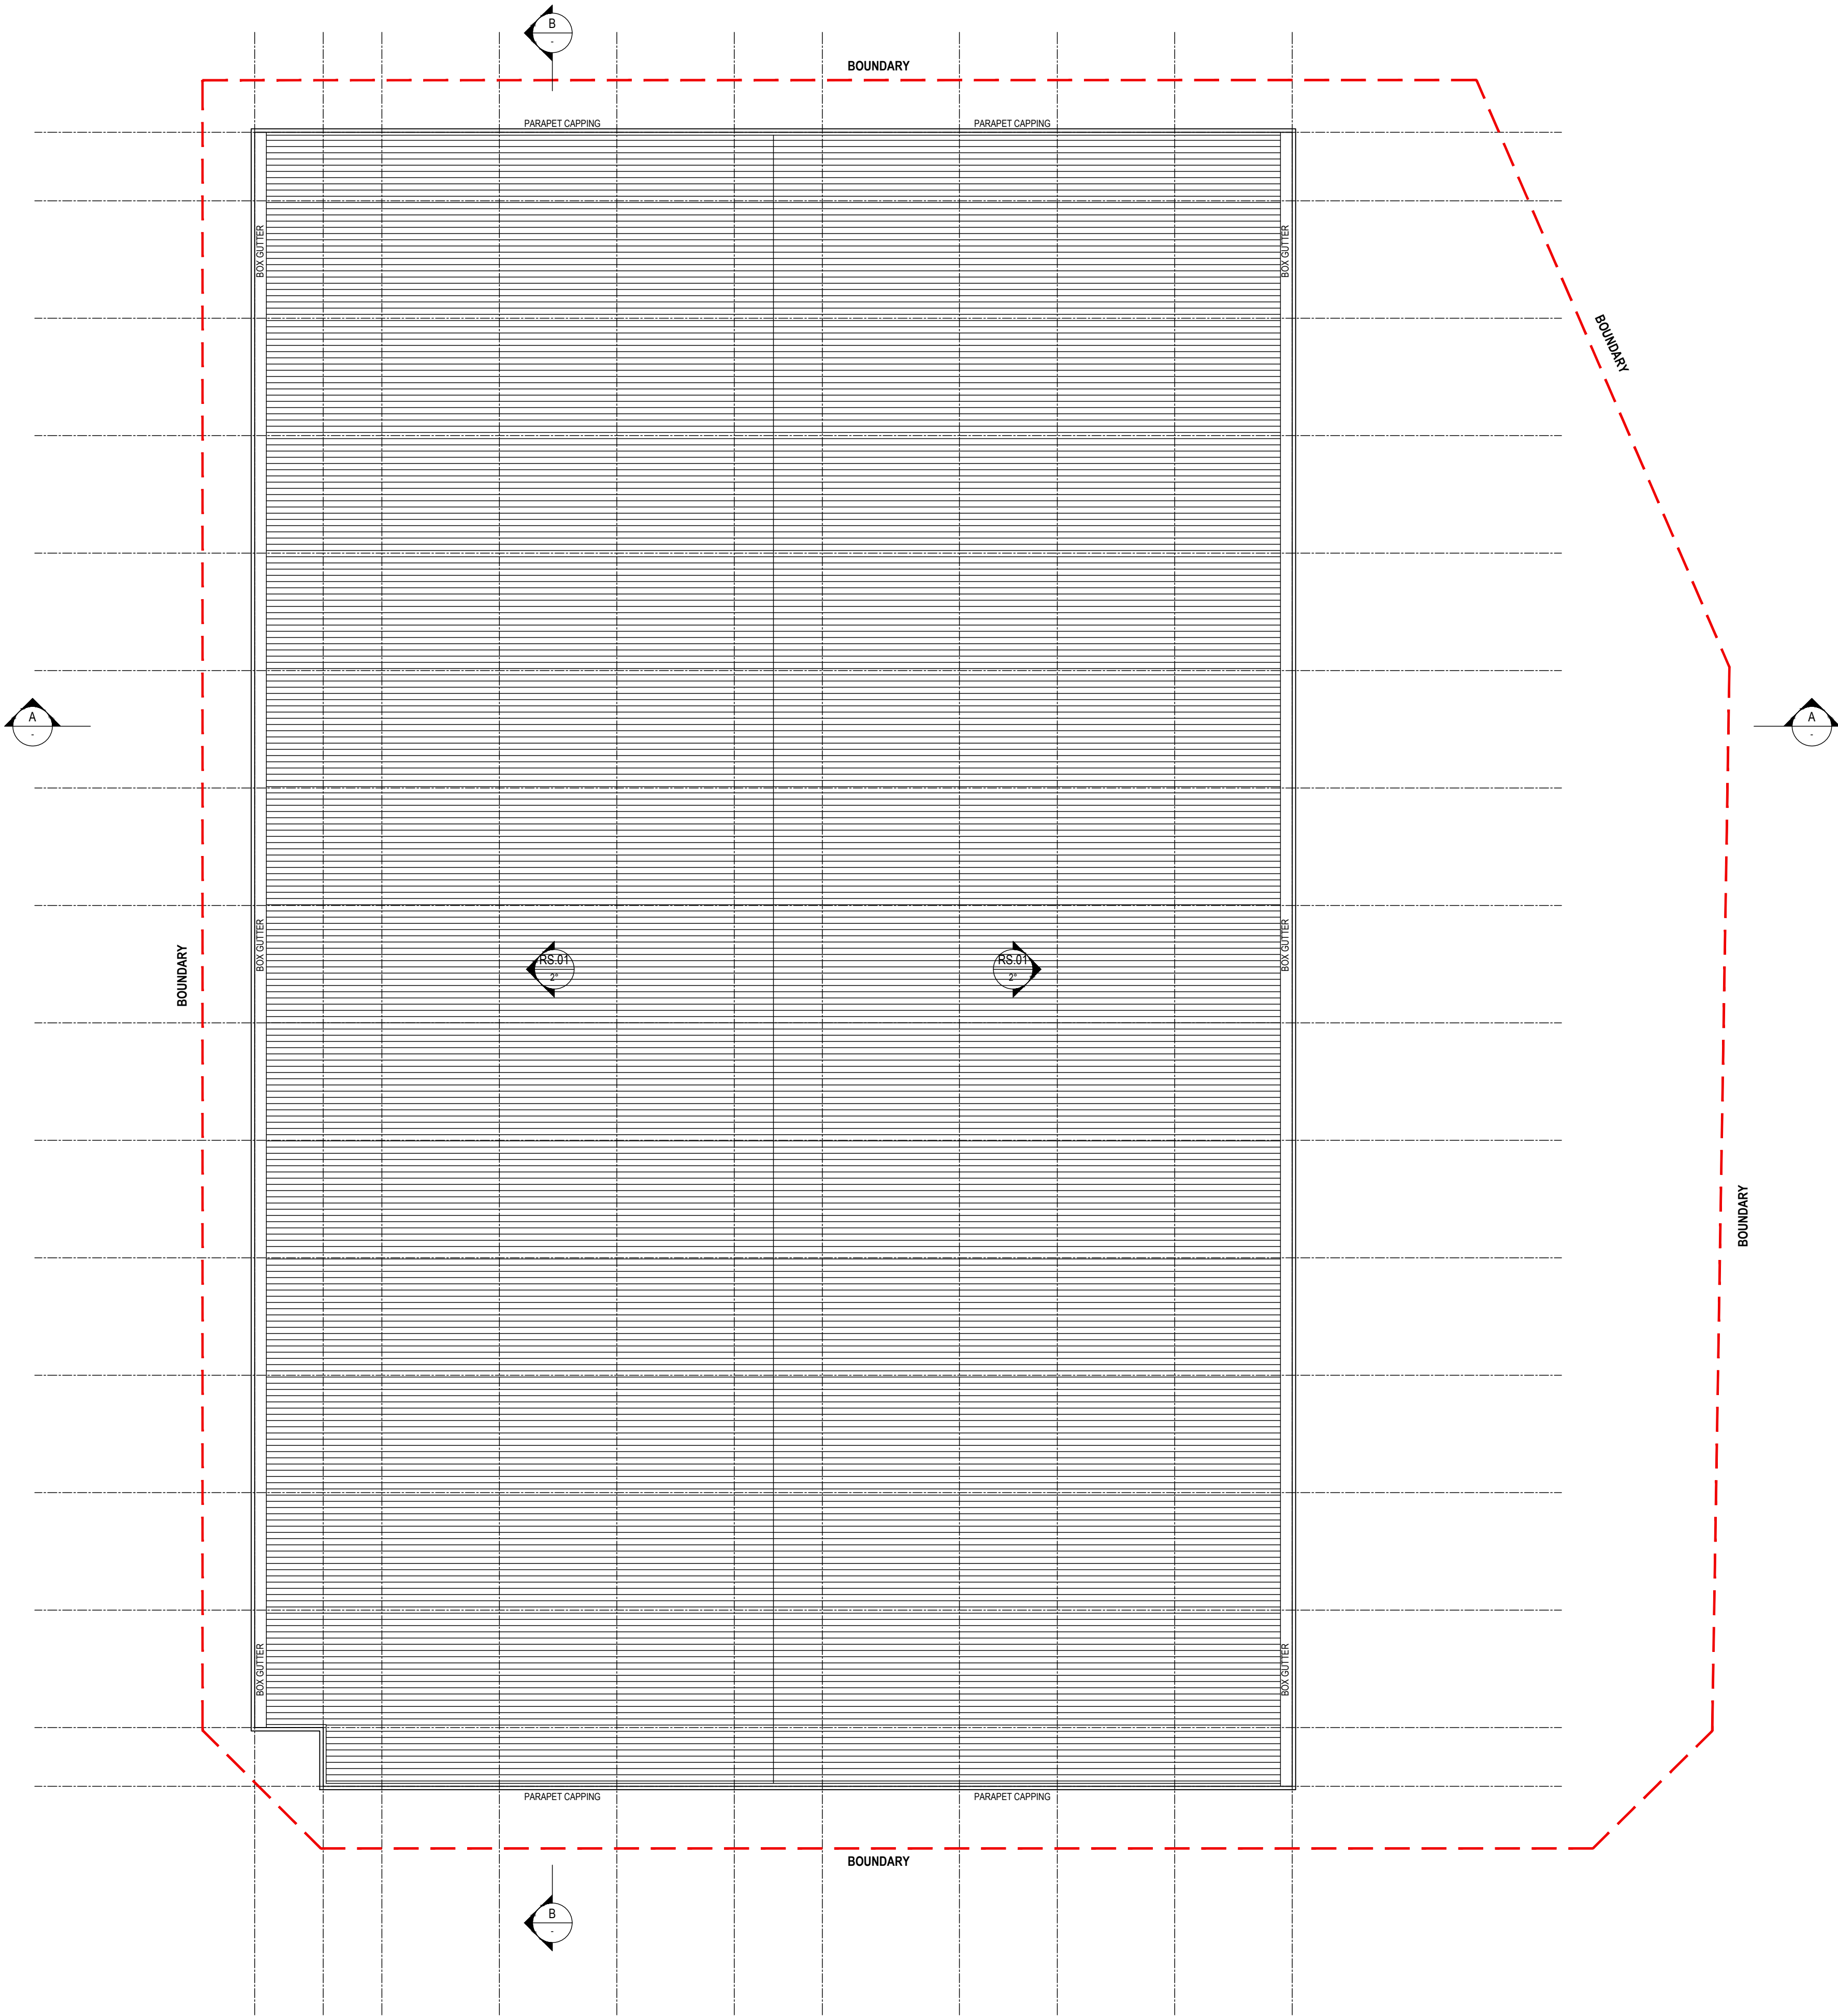 B
-
BOUNDARY
PARAPET CAPPING
PARAPET CAPPING
BOX GUTTER
BOX GUTTER
BOUNDARY
A
-
A
-
BOX GUTTER
BOX GUTTER
BOUNDARY
RS.01
2°
RS.01
2°
BOUNDARY
BOX GUTTER
BOX GUTTER
PARAPET CAPPING
PARAPET CAPPING
BOUNDARY
B
-